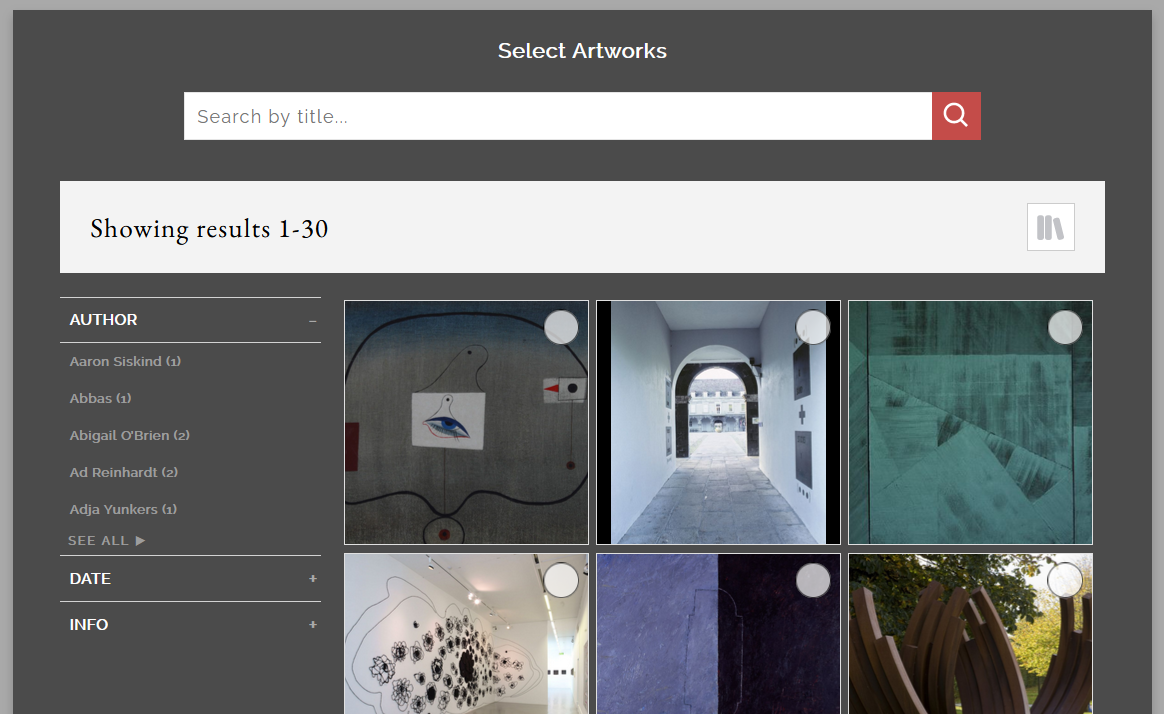 Select Artworks
Search by title...
Showing results 1-30
AUTHOR –
Aaron Siskind (1)
Abbas (1)
Abigail O'Brien (2)
Ad Reinhardt (2)
Adja Yunkers (1)
SEE ALL ▶
DATE +
INFO +